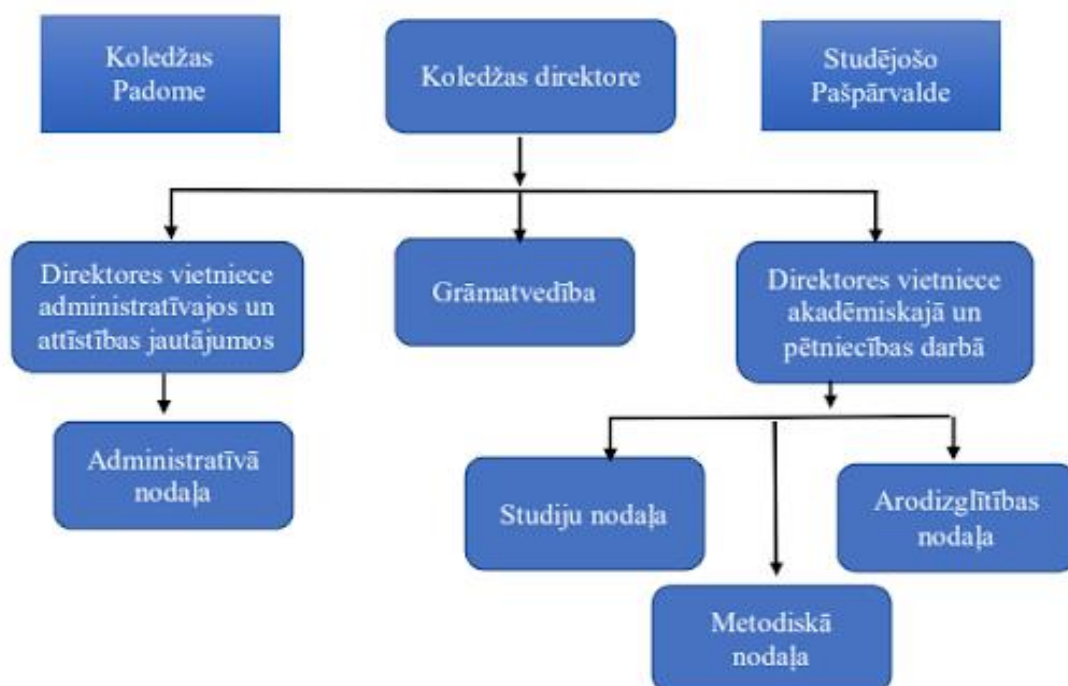 Koledžas
Padome
Koledžas direktore
Studējošo
Pašpārvalde
Direktores vietniece
administratīvajos un
attīstības jautājumos
Grāmatvedība
Direktores vietniece
akadēmiskajā un
pētniecības darbā
Administratīvā
nodaļa
Studiju nodaļa
Arodizglītības
nodaļa
Metodiskā
nodaļa